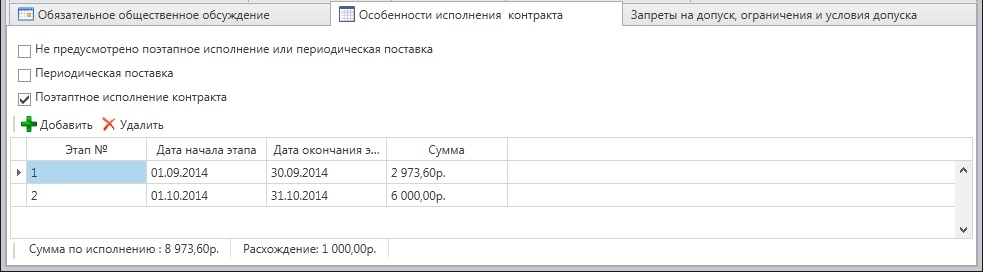 Обязательное общественное обсуждение Особенности исполнения контракта Запреты на допуск, ограничения и условия допуска
Не предусмотрено поэтапное исполнение или периодическая поставка
Периодическая поставка
Поэтаптное исполнение контракта
Добавить Удалить
Этап № Дата начала этапа Дата окончания э... Сумма
1 01.09.2014 30.09.2014 2 973,60р.
2 01.10.2014 31.10.2014 6 000,00р.
Сумма по исполнению : 8 973,60р. Расхождение: 1 000,00р.